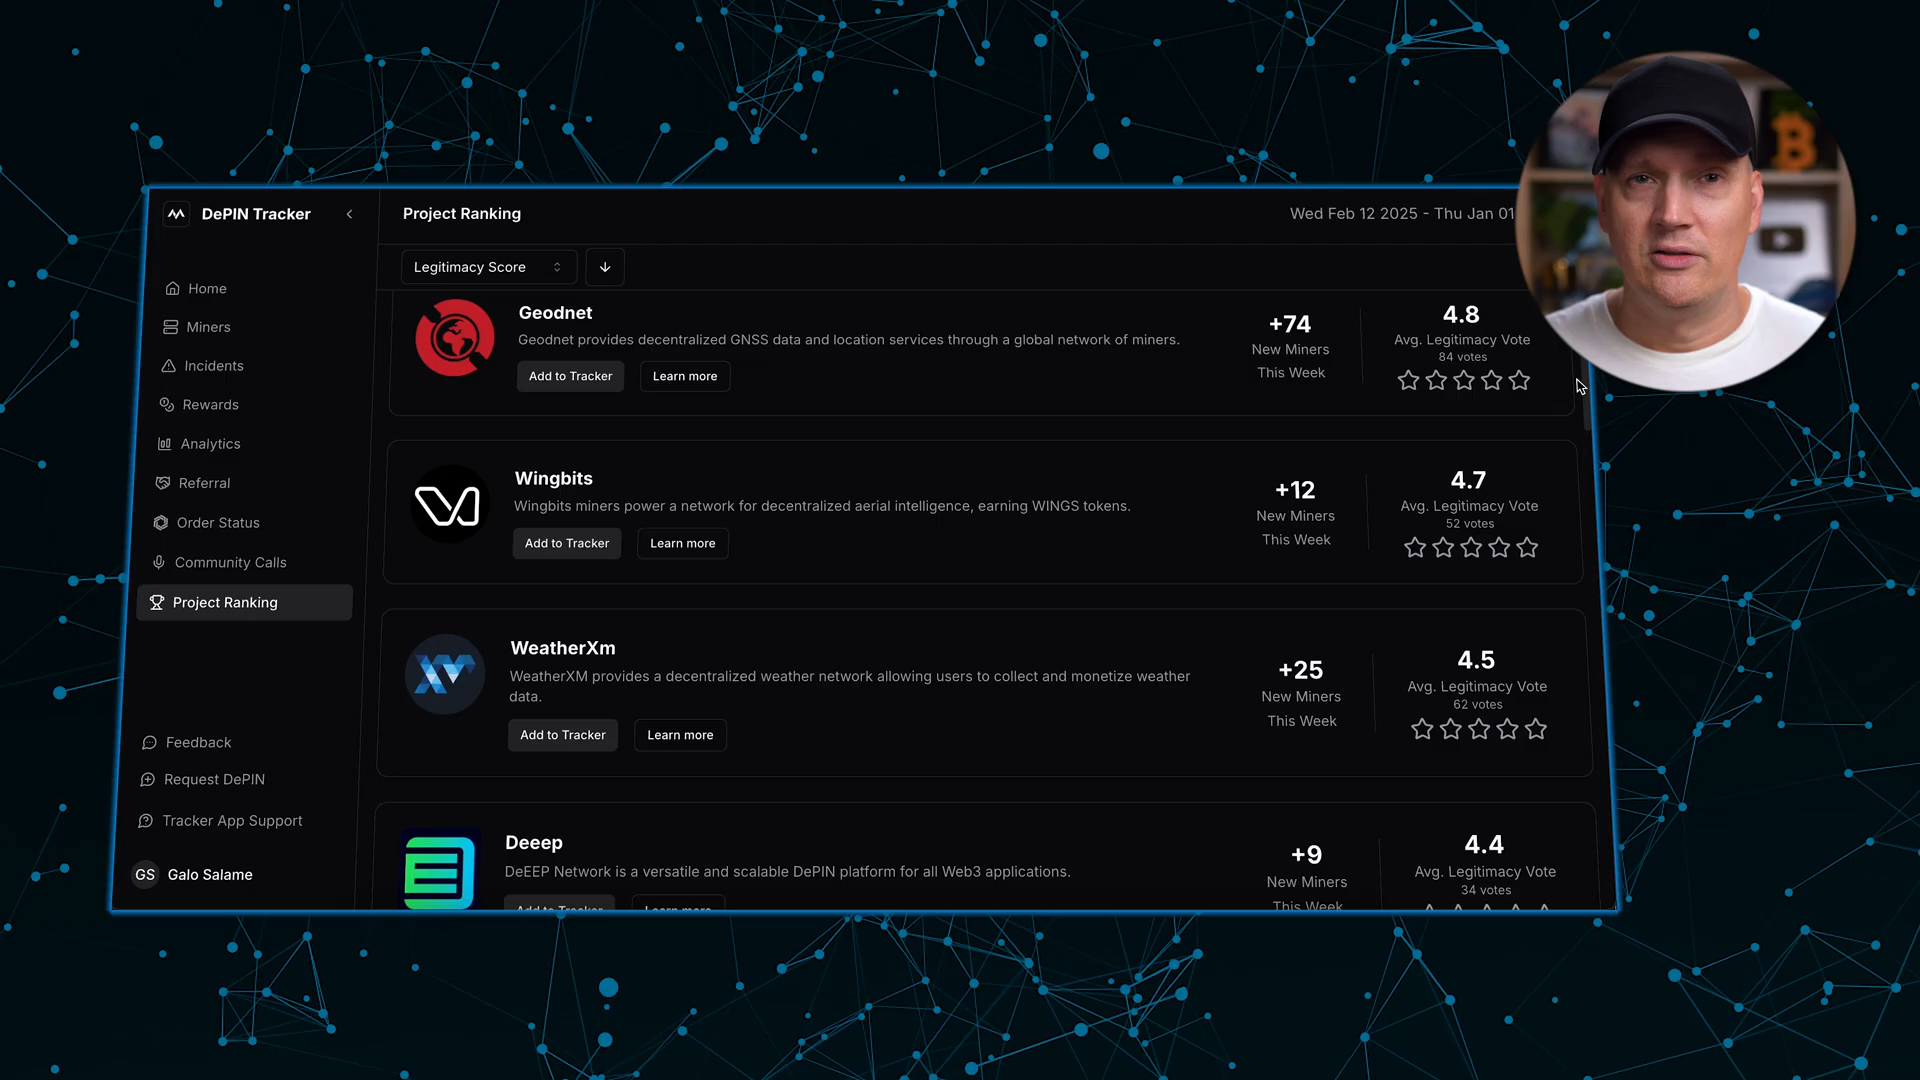 DePIN Tracker
Home
Miners
Incidents
Rewards
Analytics
Referral
Order Status
Community Calls
Project Ranking
Feedback
Request DePIN
Tracker App Support
GS
Galo Salame
Project Ranking
Wed Feb 12 2025 - Thu Jan 01
Legitimacy Score
Geodnet
Geodnet provides decentralized GNSS data and location services through a global network of miners.
Add to Tracker
Learn more
+74
New Miners
This Week
4.8
Avg. Legitimacy Vote
84 votes
Wingbits
Wingbits miners power a network for decentralized aerial intelligence, earning WINGS tokens.
Add to Tracker
Learn more
+12
New Miners
This Week
4.7
Avg. Legitimacy Vote
52 votes
WeatherXm
WeatherXM provides a decentralized weather network allowing users to collect and monetize weather
data.
Add to Tracker
Learn more
+25
New Miners
This Week
4.5
Avg. Legitimacy Vote
62 votes
Deeep
DeEEP Network is a versatile and scalable DePIN platform for all Web3 applications.
Add to Tracker
Learn more
+9
New Miners
This Week
4.4
Avg. Legitimacy Vote
34 votes